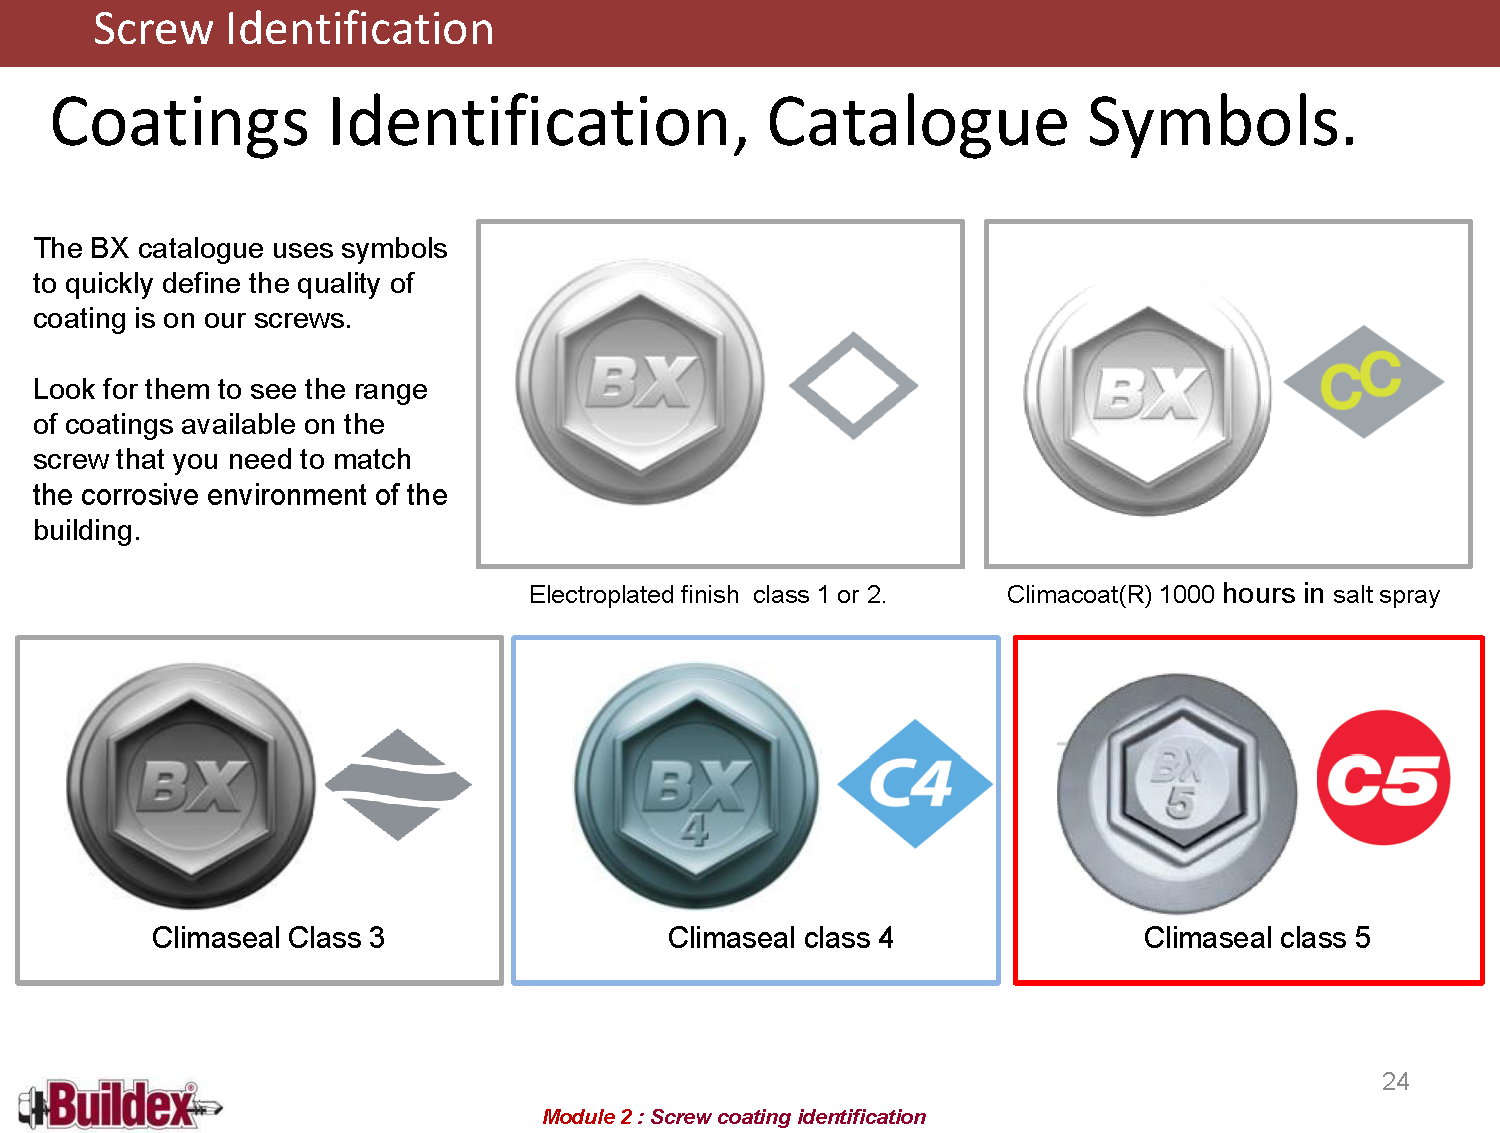 Screw Identification
Coatings Identification, Catalogue Symbols.
The BX catalogue uses symbols
to quickly define the quality of
coating is on our screws.
Look for them to see the range
of coatings available on the
screw that you need to match
the corrosive environment of the
building.
BX
BX
CC
Electroplated finish class 1 or 2.
Climacoat(R) 1000 hours in salt spray
BX
BX
4
C4
BX
5
C5
Climaseal Class 3
Climaseal class 4
Climaseal class 5
24
Buildex®
Module 2 : Screw coating identification